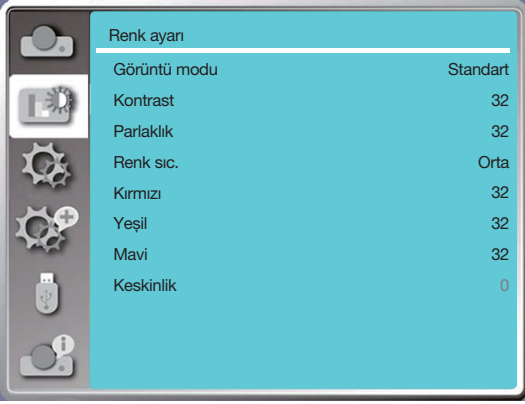 Renk ayarı
Görüntü modu Standart
Kontrast 32
Parlaklık 32
Renk sıc. Orta
Kırmızı 32
Yeşil 32
Mavi 32
Keskinlik 0